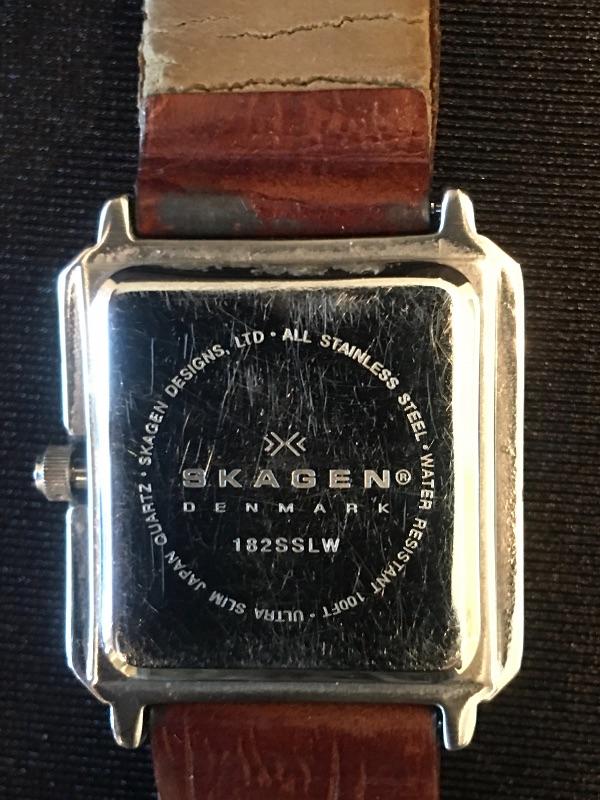 SKAGEN DESIGNS, LTD · ALL STAINLESS STEEL · WATER RESISTANT 100FT · ULTRA SLIM JAPAN QUARTZ ·
SKAGEN®
DENMARK
182SSLW